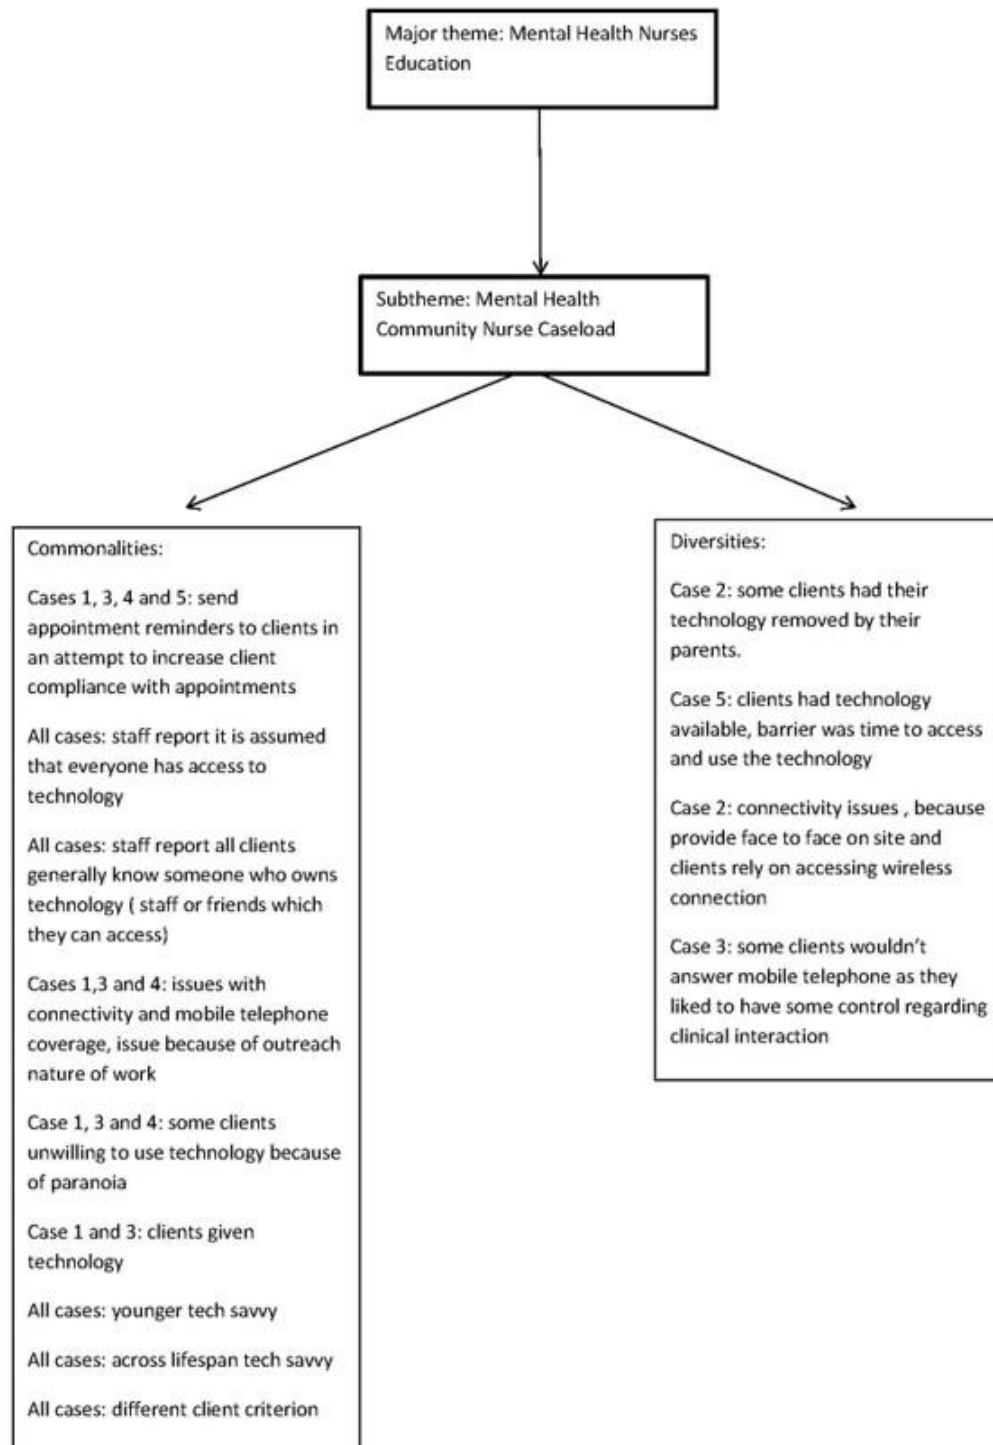 Major theme: Mental Health Nurses
Education
Subtheme: Mental Health
Community Nurse Caseload
Commonalities:
Cases 1, 3, 4 and 5: send
appointment reminders to clients in
an attempt to increase client
compliance with appointments
All cases: staff report it is assumed
that everyone has access to
technology
All cases: staff report all clients
generally know someone who owns
technology ( staff or friends which
they can access)
Cases 1,3 and 4: issues with
connectivity and mobile telephone
coverage, issue because of outreach
nature of work
Case 1, 3 and 4: some clients
unwilling to use technology because
of paranoia
Case 1 and 3: clients given
technology
All cases: younger tech savvy
All cases: across lifespan tech savvy
All cases: different client criterion
Diversities:
Case 2: some clients had their
technology removed by their
parents.
Case 5: clients had technology
available, barrier was time to access
and use the technology
Case 2: connectivity issues , because
provide face to face on site and
clients rely on accessing wireless
connection
Case 3: some clients wouldn't
answer mobile telephone as they
liked to have some control regarding
clinical interaction